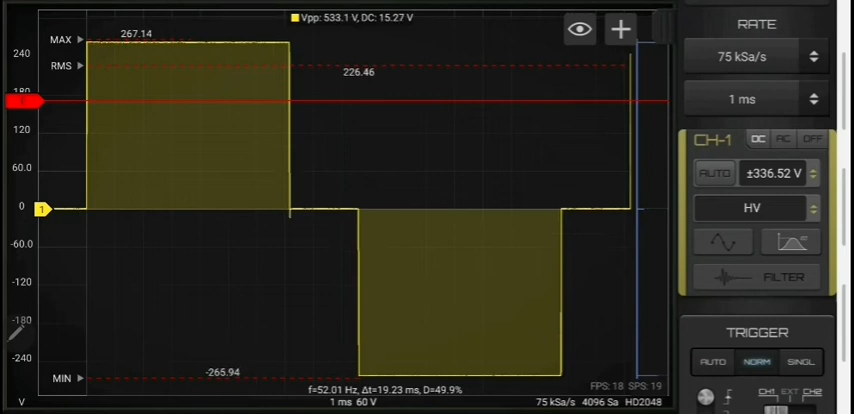 Vpp: 533.1 V, DC: 15.27 V
MAX
267.14
240
RMS
226.46
180
120
60.0
1
0
-60.0
-120
-180
-240
MIN
-265.94
FPS: 18 SPS: 19
f=52.01 Hz, Δt=19.23 ms, D=49.9%
V
1 ms 60 V
75 kSa/s 4096 Sa HD2048
RATE
75 kSa/s
1 ms
CH-1 DC AC OFF
AUTO ±336.52 V
HV
FILTER
TRIGGER
AUTO NORM SINGL
CH1 EXT CH2